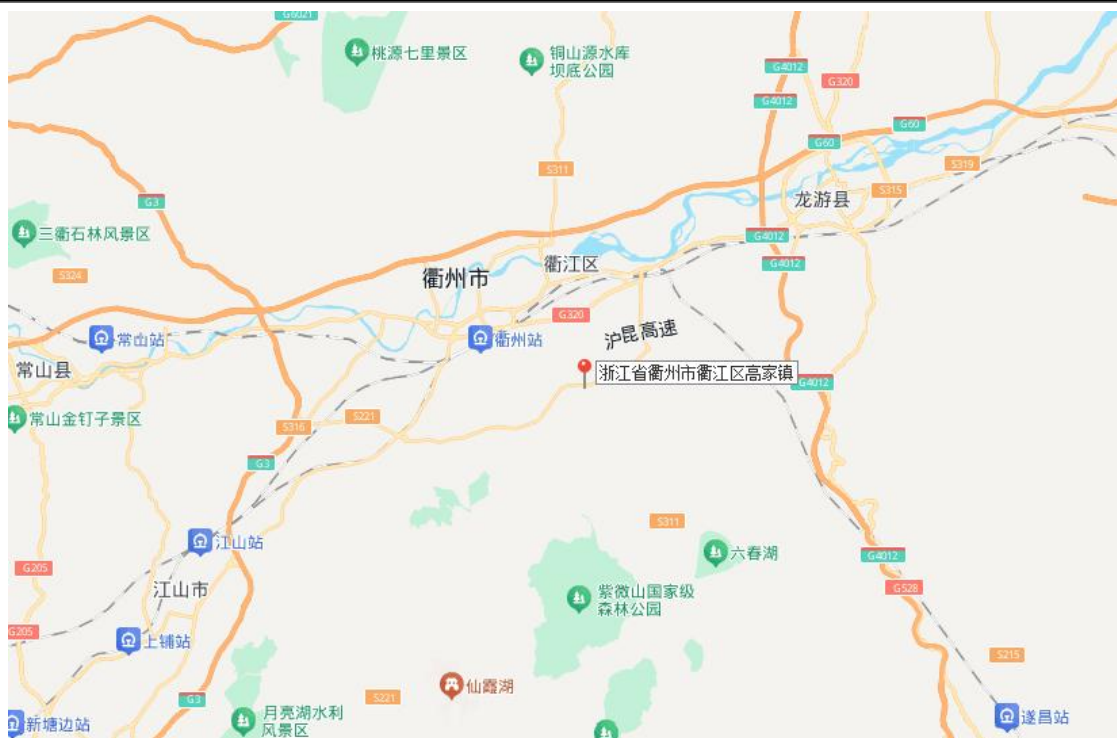 G6021
桃源七里景区
铜山源水库
坝底公园
G4012
G320
G4012
G60
G60
S311
S319
S315
G3
龙游县
三衢石林风景区
G4012
S324
衢州市
衢江区
G4012
G320
常山站
衢州站
沪昆高速
常山县
浙江省衢州市衢江区高家镇
G4012
常山金钉子景区
S316
S221
G3
S311
江山站
六春湖
G4012
G205
江山市
紫微山国家级
森林公园
G528
G205
上铺站
S215
仙霞湖
S221
G3
月亮湖水利
风景区
新塘边站
遂昌站